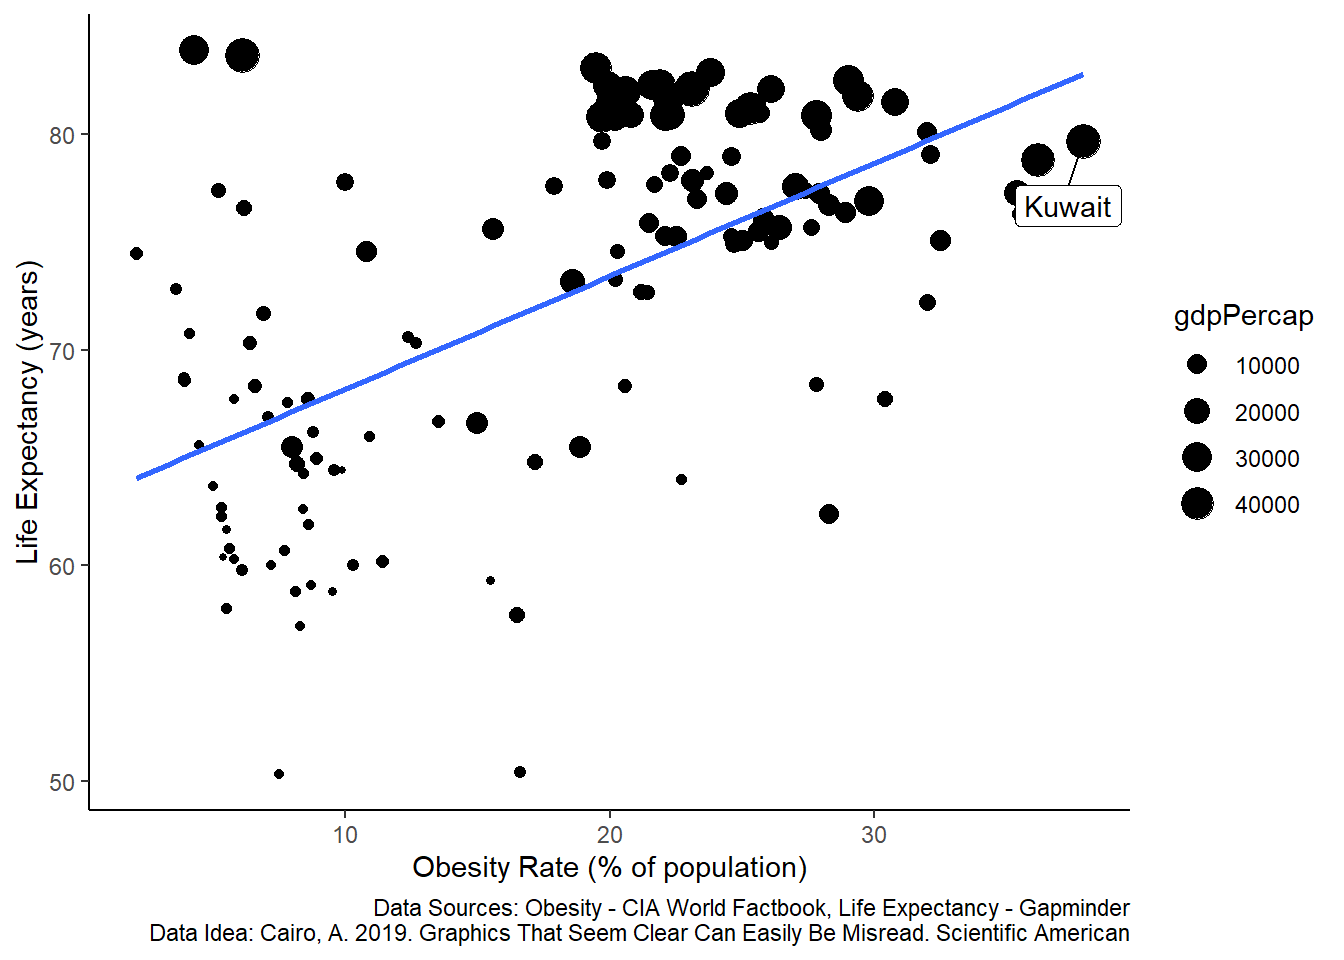 80
70
60
50
Life Expectancy (years)
Kuwait
10
20
30
Obesity Rate (% of population)
gdpPercap
10000
20000
30000
40000
Data Sources: Obesity - CIA World Factbook, Life Expectancy - Gapminder
Data Idea: Cairo, A. 2019. Graphics That Seem Clear Can Easily Be Misread. Scientific American